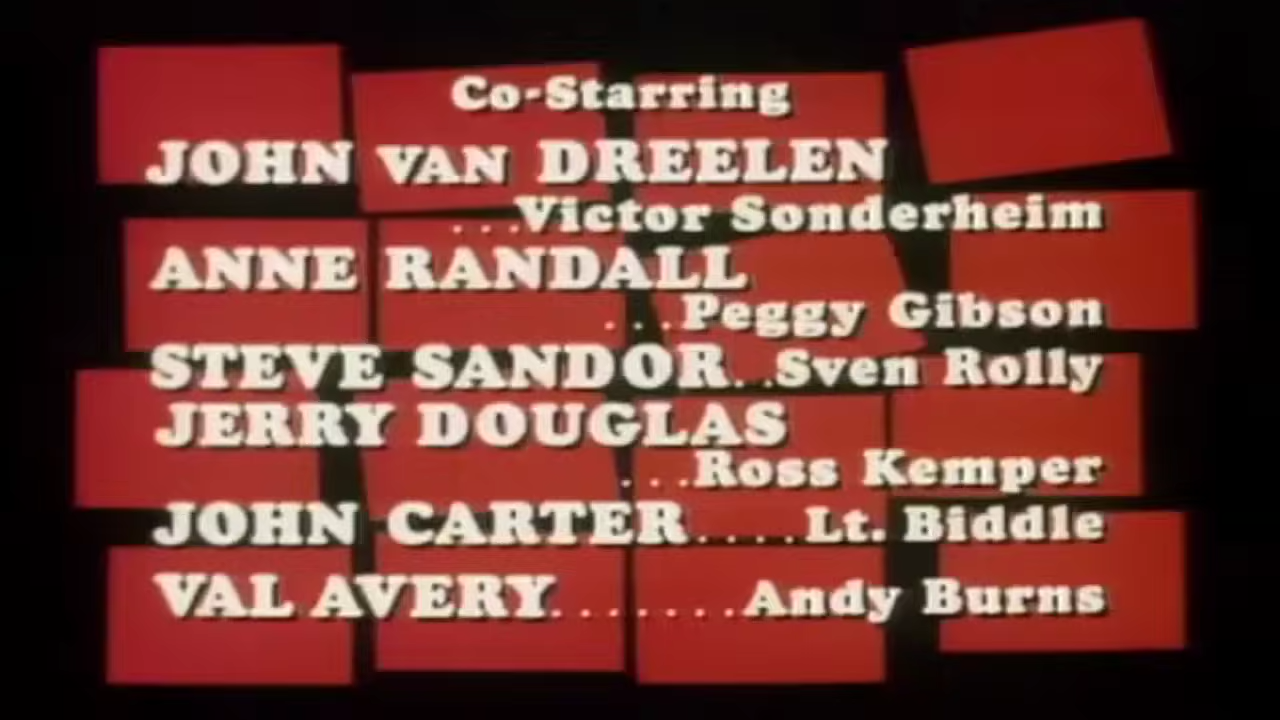 Co-Starring
JOHN VAN DREELEN
...Victor Sonderheim
ANNE RANDALL
...Peggy Gibson
STEVE SANDOR...Sven Rolly
JERRY DOUGLAS
...Ross Kemper
JOHN CARTER....Lt. Biddle
VAL AVERY.......Andy Burns